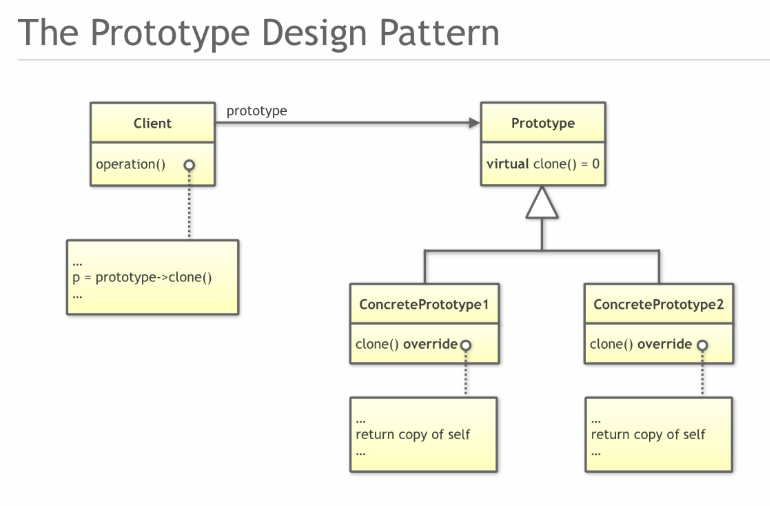 The Prototype Design Pattern
prototype
Client
operation()
...
p = prototype->clone()
...
Prototype
virtual clone() = 0
ConcretePrototype1
clone() override
...
return copy of self
...
ConcretePrototype2
clone() override
...
return copy of self
...